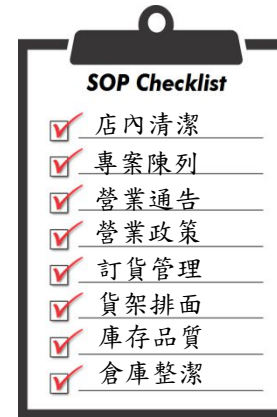 SOP Checklist
店內清潔
專案陳列
營業通告
營業政策
訂貨管理
貨架排面
庫存品質
倉庫整潔